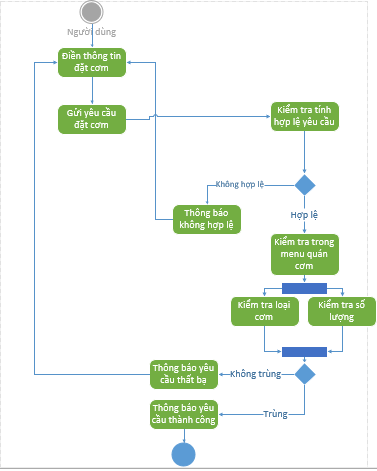 Người dùng
Điền thông tin
đặt cơm
Gửi yêu cầu
đặt cơm
Kiểm tra tính
hợp lệ yêu cầu
Không hợp lệ
Thông báo
không hợp lệ
Hợp lệ
Kiểm tra trong
menu quán
cơm
Kiểm tra loại
cơm
Kiểm tra số
lượng
Thông báo yêu
cầu thất bạ
Không trùng
Thông báo yêu
cầu thành công
Trùng